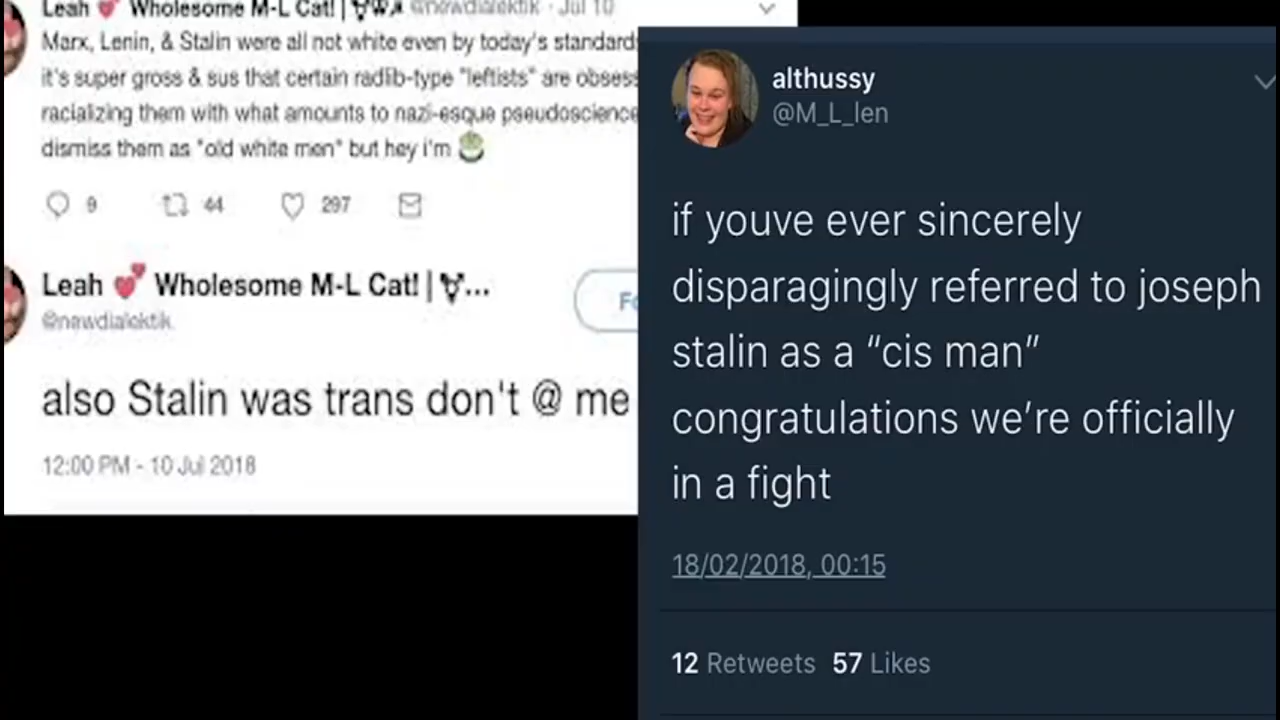 Leah 💕 Wholesome M-L Cat! | @newdialektik · Jul 10
Marx, Lenin, & Stalin were all not white even by today's standard
it's super gross & sus that certain radlib-type "leftists" are obsess
racializing them with what amounts to nazi-esque pseudoscience
dismiss them as "old white men" but hey i'm 🍵
9 44 297
Leah 💕 Wholesome M-L Cat! | ...
@newdialektik
Fo
also Stalin was trans don't @ me
12:00 PM - 10 Jul 2018
althussy
@M_L_len
if youve ever sincerely
disparagingly referred to joseph
stalin as a “cis man”
congratulations we’re officially
in a fight
18/02/2018, 00:15
12 Retweets 57 Likes